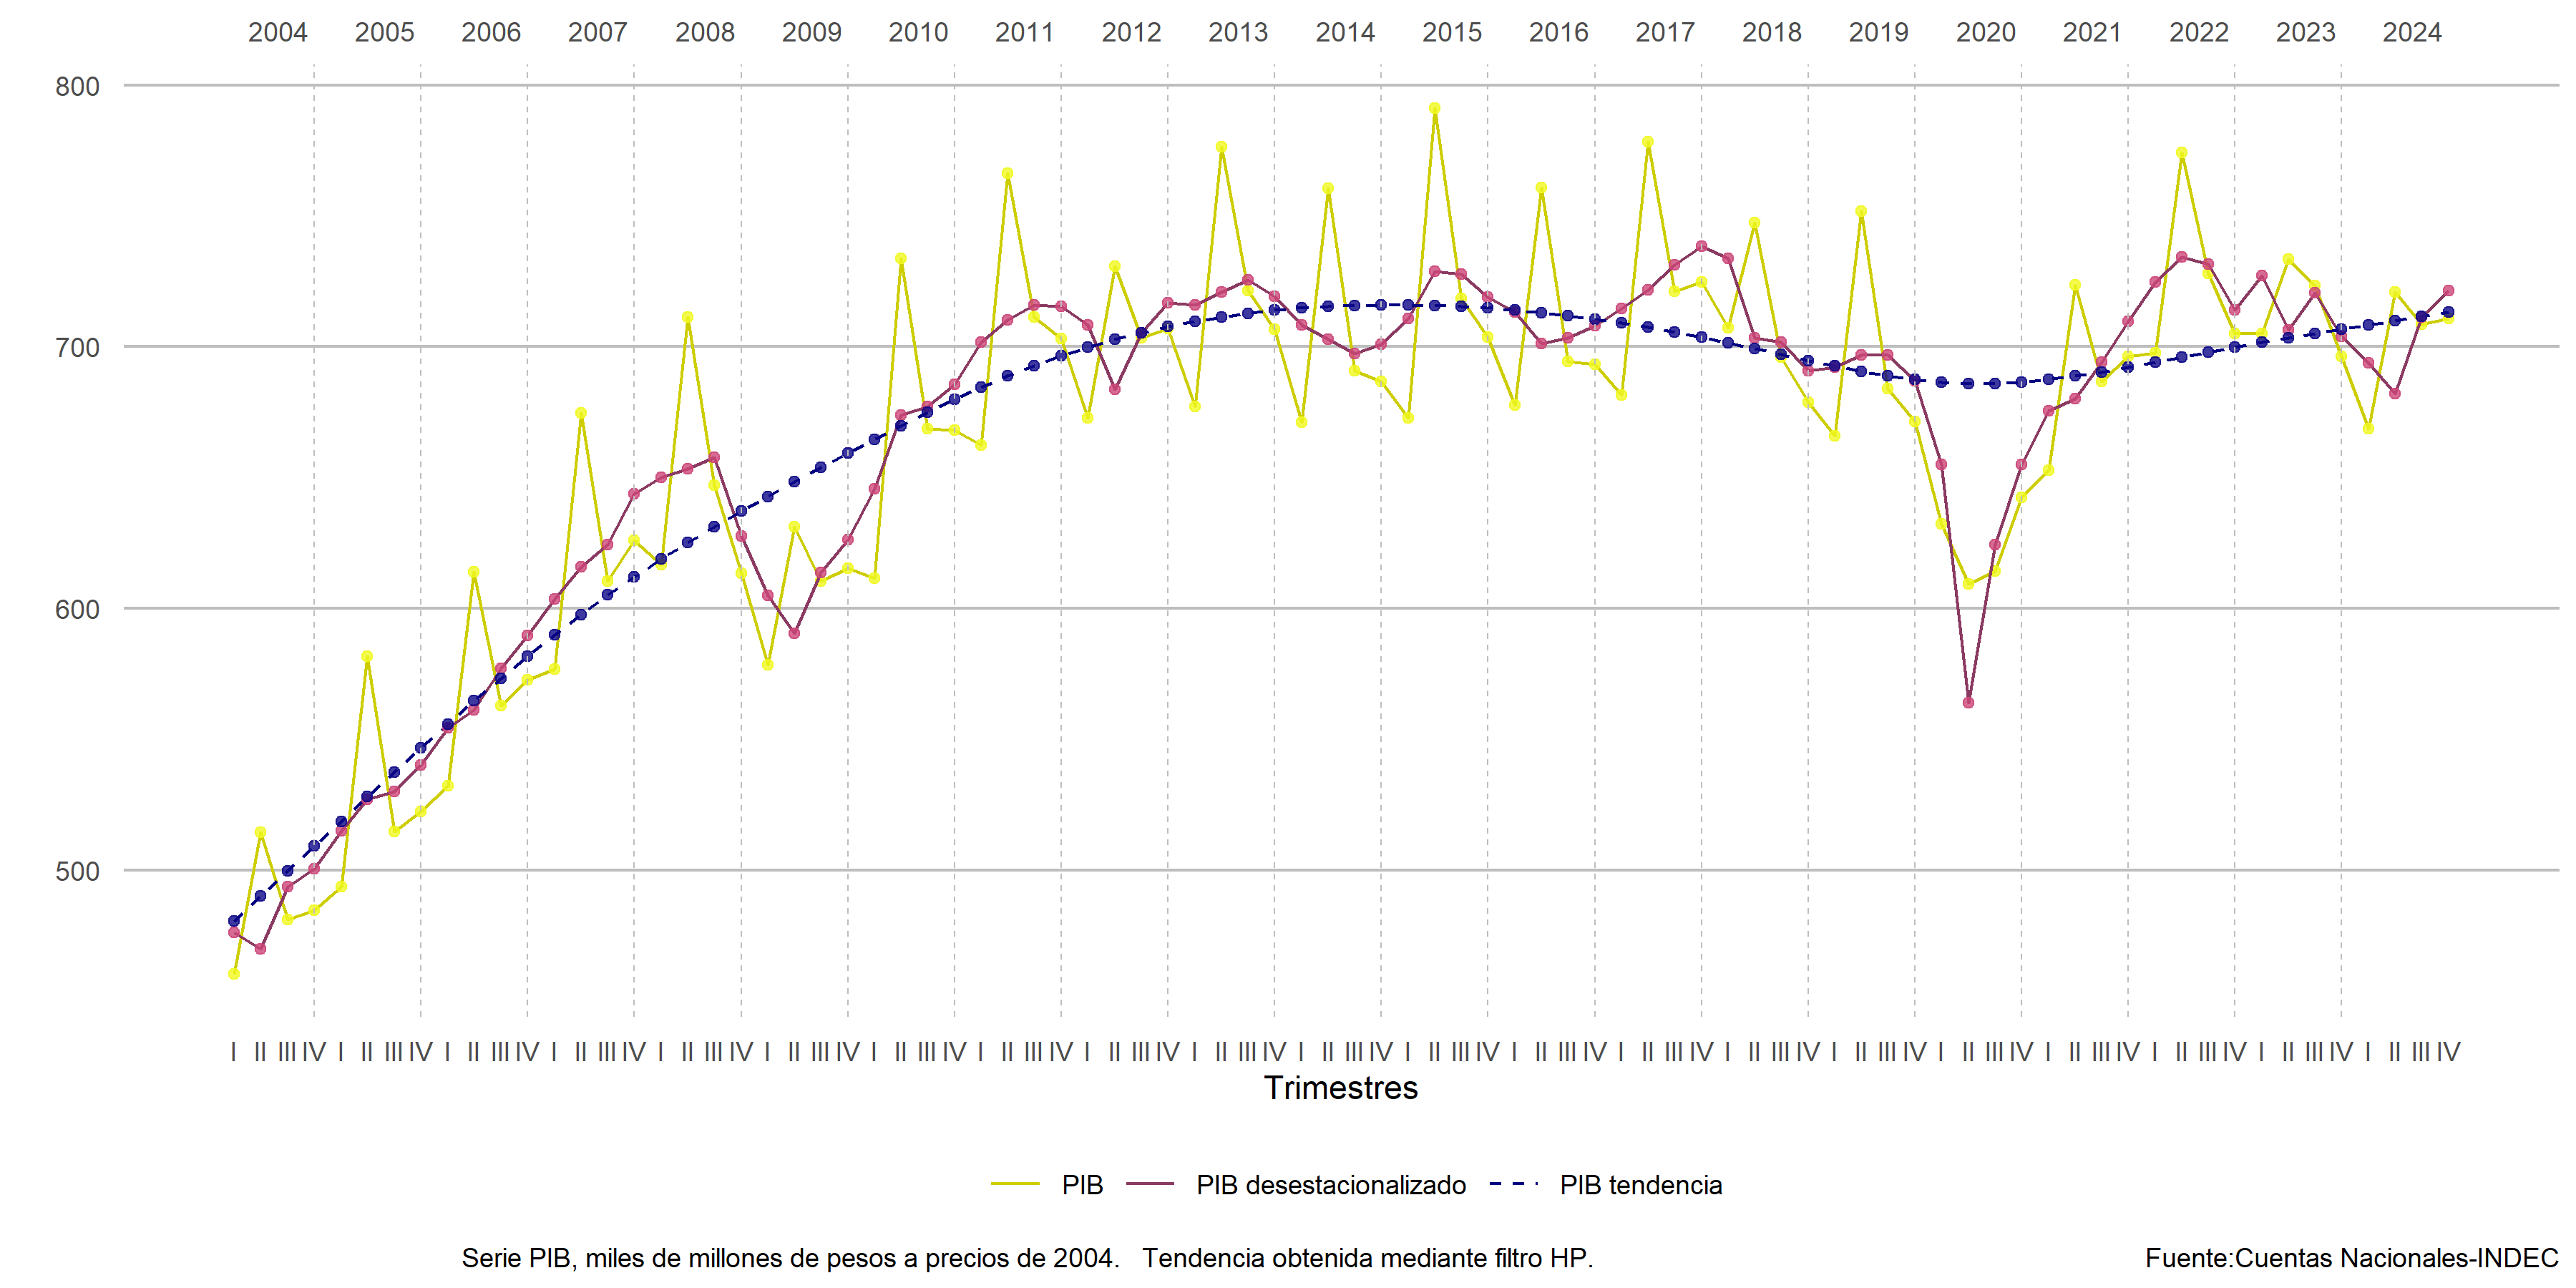 2004 2005 2006 2007 2008 2009 2010 2011 2012 2013 2014 2015 2016 2017 2018 2019 2020 2021 2022 2023 2024
800
700
600
500
I II III IV I II III IV I II III IV I II III IV I II III IV I II III IV I II III IV I II III IV I II III IV I II III IV I II III IV I II III IV I II III IV I II III IV I II III IV I II III IV I II III IV I II III IV I II III IV I II III IV I II III IV
Trimestres
PIB PIB desestacionalizado PIB tendencia
Serie PIB, miles de millones de pesos a precios de 2004. Tendencia obtenida mediante filtro HP. Fuente:Cuentas Nacionales-INDEC